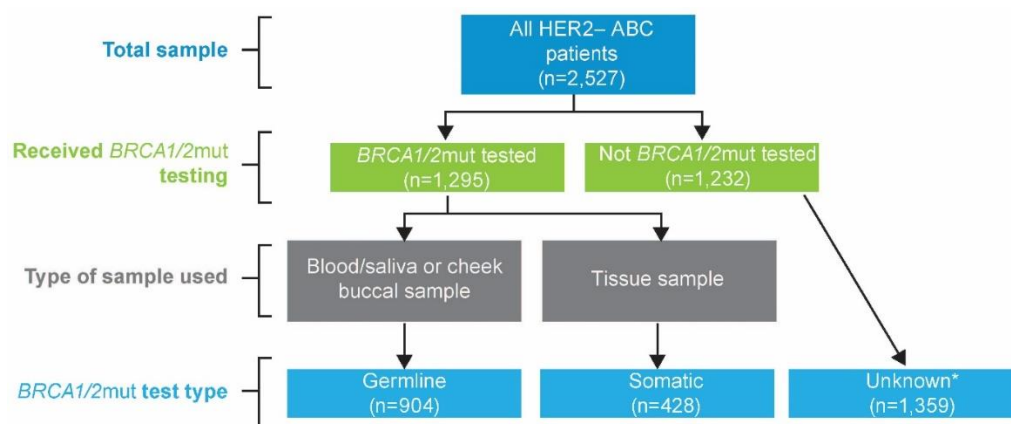 Total sample
All HER2– ABC
patients
(n=2,527)
Received BRCA1/2mut
testing
BRCA1/2mut tested
(n=1,295)
Not BRCA1/2mut tested
(n=1,232)
Type of sample used
Blood/saliva or cheek
buccal sample
Tissue sample
BRCA1/2mut test type
Germline
(n=904)
Somatic
(n=428)
Unknown*
(n=1,359)